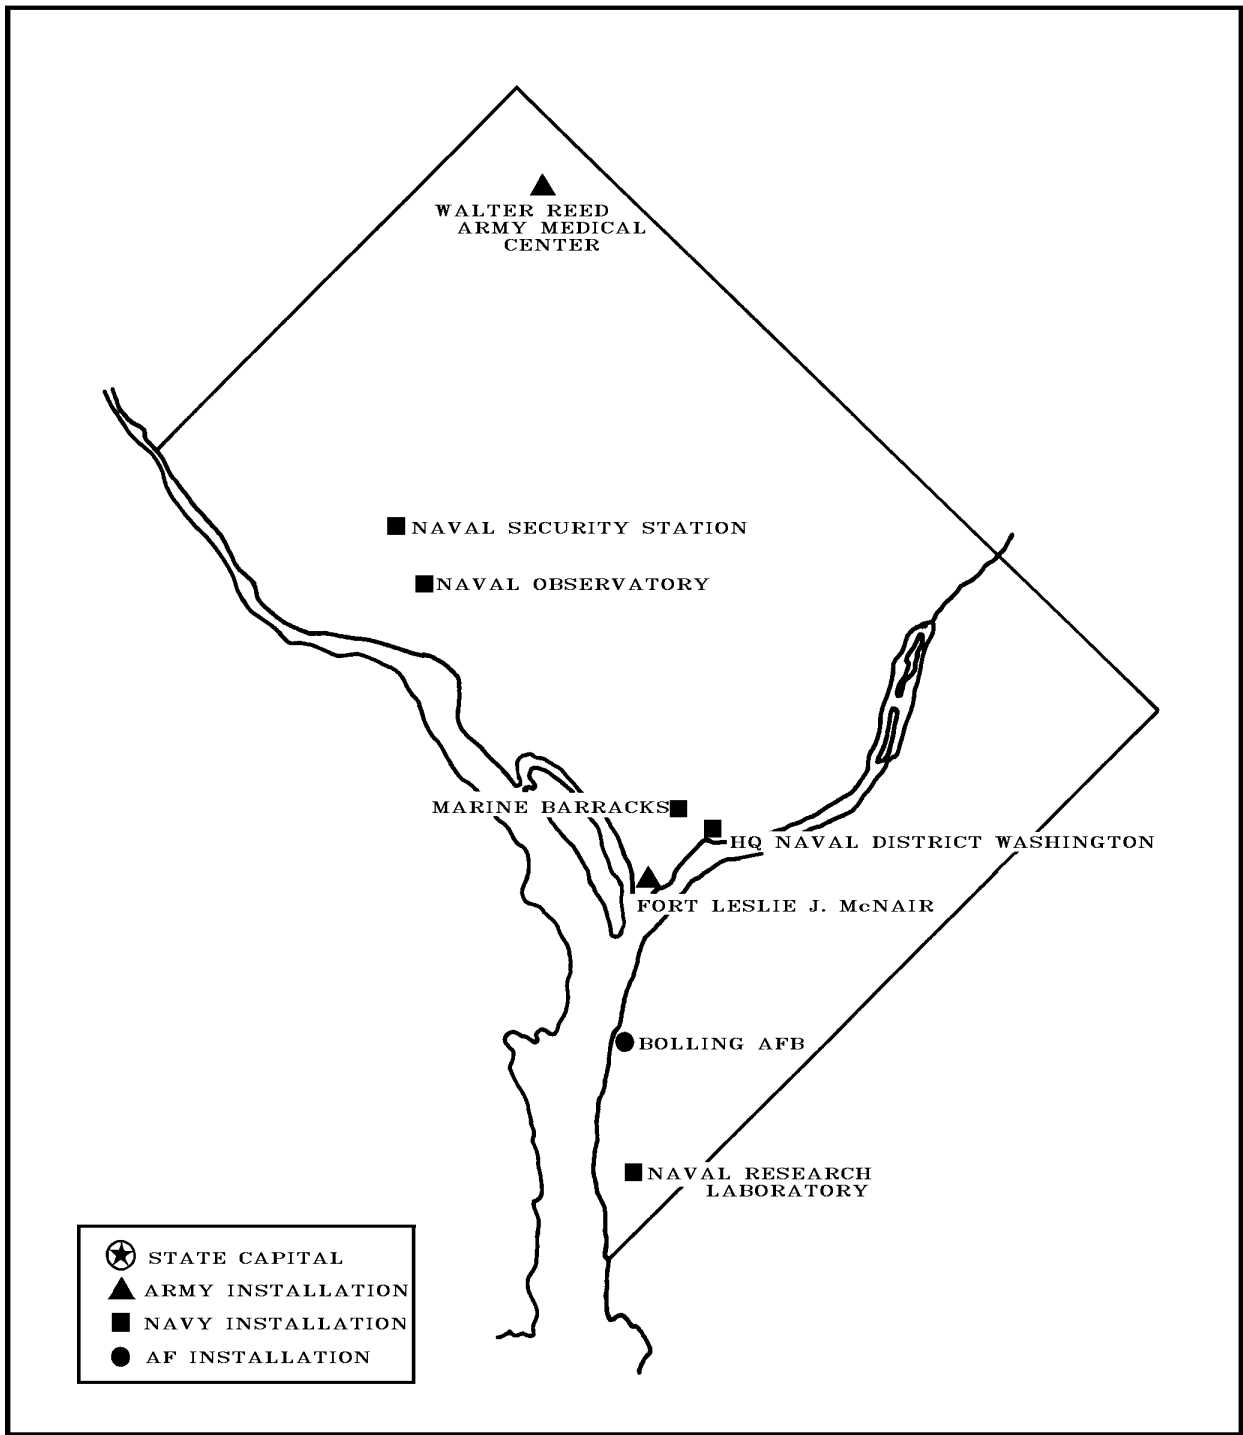 WALTER REED
ARMY MEDICAL
CENTER
NAVAL SECURITY STATION
NAVAL OBSERVATORY
MARINE BARRACKS
HQ NAVAL DISTRICT WASHINGTON
FORT LESLIE J. McNAIR
BOLLING AFB
NAVAL RESEARCH
LABORATORY
STATE CAPITAL
ARMY INSTALLATION
NAVY INSTALLATION
AF INSTALLATION